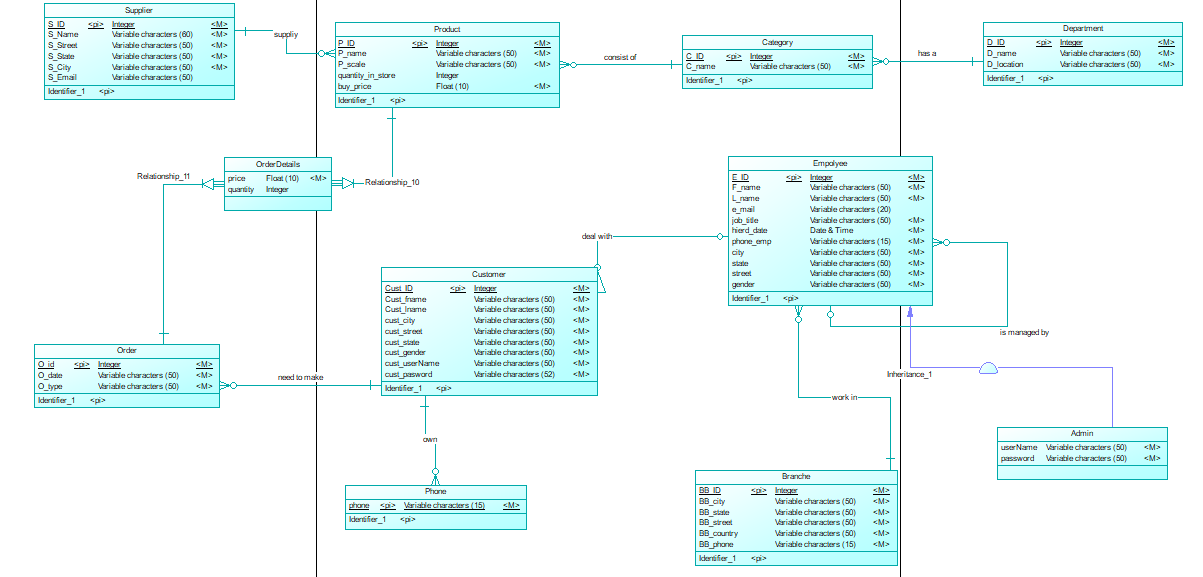 Supplier
S_ID <pi> Integer <M>
S_Name Variable characters (60) <M>
S_Street Variable characters (50) <M>
S_State Variable characters (50) <M>
S_City Variable characters (50) <M>
S_Email Variable characters (50)
Identifier_1 <pi>
suppliy
Product
P_ID <pi> Integer <M>
P_name Variable characters (50) <M>
P_scale Variable characters (50) <M>
quantity_in_store Integer
buy_price Float (10) <M>
Identifier_1 <pi>
consist of
Category
C_ID <pi> Integer <M>
C_name Variable characters (50) <M>
Identifier_1 <pi>
has a
Department
D_ID <pi> Integer <M>
D_name Variable characters (50) <M>
D_location Variable characters (50) <M>
Identifier_1 <pi>
Relationship_11
OrderDetails
price Float (10) <M>
quantity Integer
Relationship_10
Empolyee
E_ID <pi> Integer <M>
F_name Variable characters (50) <M>
L_name Variable characters (50) <M>
e_mail Variable characters (20)
job_title Variable characters (50) <M>
hierd_date Date & Time <M>
phone_emp Variable characters (15) <M>
city Variable characters (50) <M>
state Variable characters (50) <M>
street Variable characters (50) <M>
gender Variable characters (50) <M>
Identifier_1 <pi>
deal with
Customer
Cust_ID <pi> Integer <M>
Cust_fname Variable characters (50) <M>
Cust_lname Variable characters (50) <M>
cust_city Variable characters (50) <M>
cust_street Variable characters (50) <M>
cust_state Variable characters (50) <M>
cust_gender Variable characters (50) <M>
cust_userName Variable characters (50) <M>
cust_pasword Variable characters (52) <M>
Identifier_1 <pi>
is managed by
Order
O_id <pi> Integer <M>
O_date Variable characters (50) <M>
O_type Variable characters (50) <M>
Identifier_1 <pi>
need to make
Inheritance_1
work in
own
Admin
userName Variable characters (50) <M>
password Variable characters (50) <M>
Phone
phone <pi> Variable characters (15) <M>
Identifier_1 <pi>
Branche
BB_ID <pi> Integer <M>
BB_city Variable characters (50) <M>
BB_state Variable characters (50) <M>
BB_street Variable characters (50) <M>
BB_country Variable characters (50) <M>
BB_phone Variable characters (15) <M>
Identifier_1 <pi>